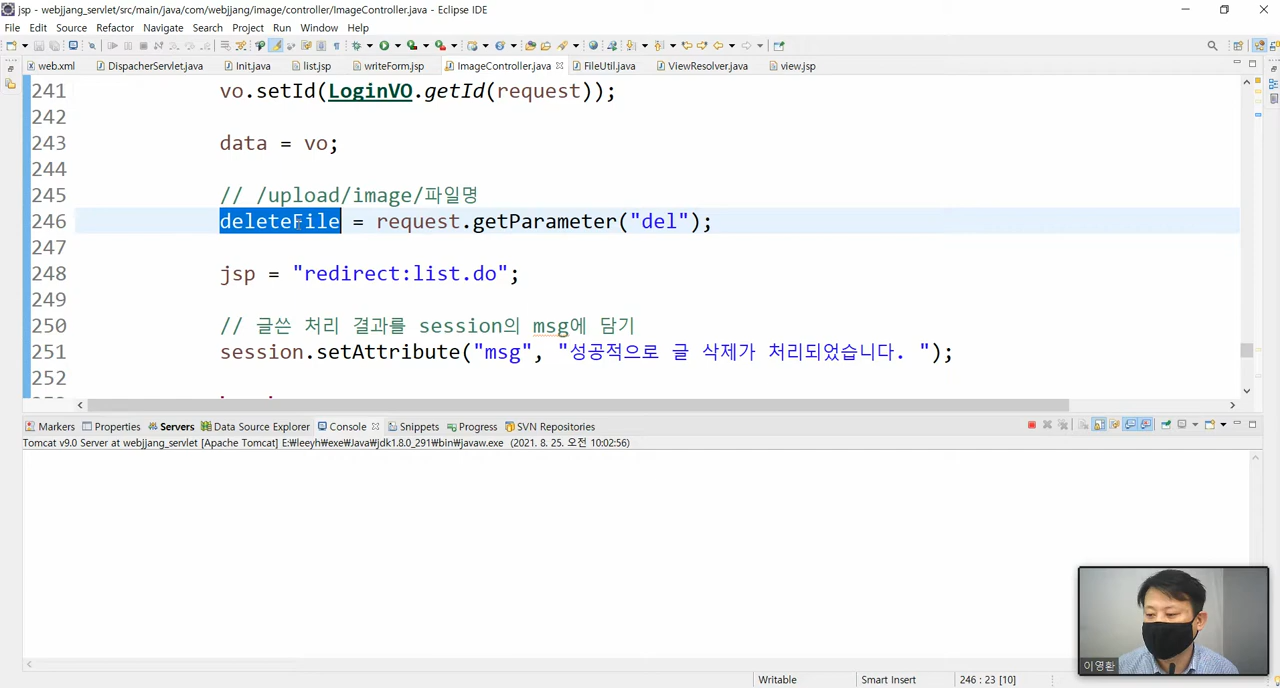 jsp - webjjang_servlet/src/main/java/com/webjjang/image/controller/ImageController.java - Eclipse IDE
File Edit Source Refactor Navigate Search Project Run Window Help
web.xml DispacherServlet.java Init.java list.jsp writeForm.jsp ImageController.java FileUtil.java ViewResolver.java view.jsp
241 vo.setId(LoginVO.getId(request));
242
243 data = vo;
244
245 // /upload/image/파일명
246 deleteFile = request.getParameter("del");
247
248 jsp = "redirect:list.do";
249
250 // 글쓴 처리 결과를 session의 msg에 담기
251 session.setAttribute("msg", "성공적으로 글 삭제가 처리되었습니다. ");
252
Markers Properties Servers Data Source Explorer Console Snippets Progress SVN Repositories
Tomcat v9.0 Server at webjjang_servlet [Apache Tomcat] E:₩leeyh₩exe₩Java₩jdk1.8.0_291₩bin₩javaw.exe (2021. 8. 25. 오전 10:02:56)
이영환
Writable Smart Insert 246 : 23 [10]